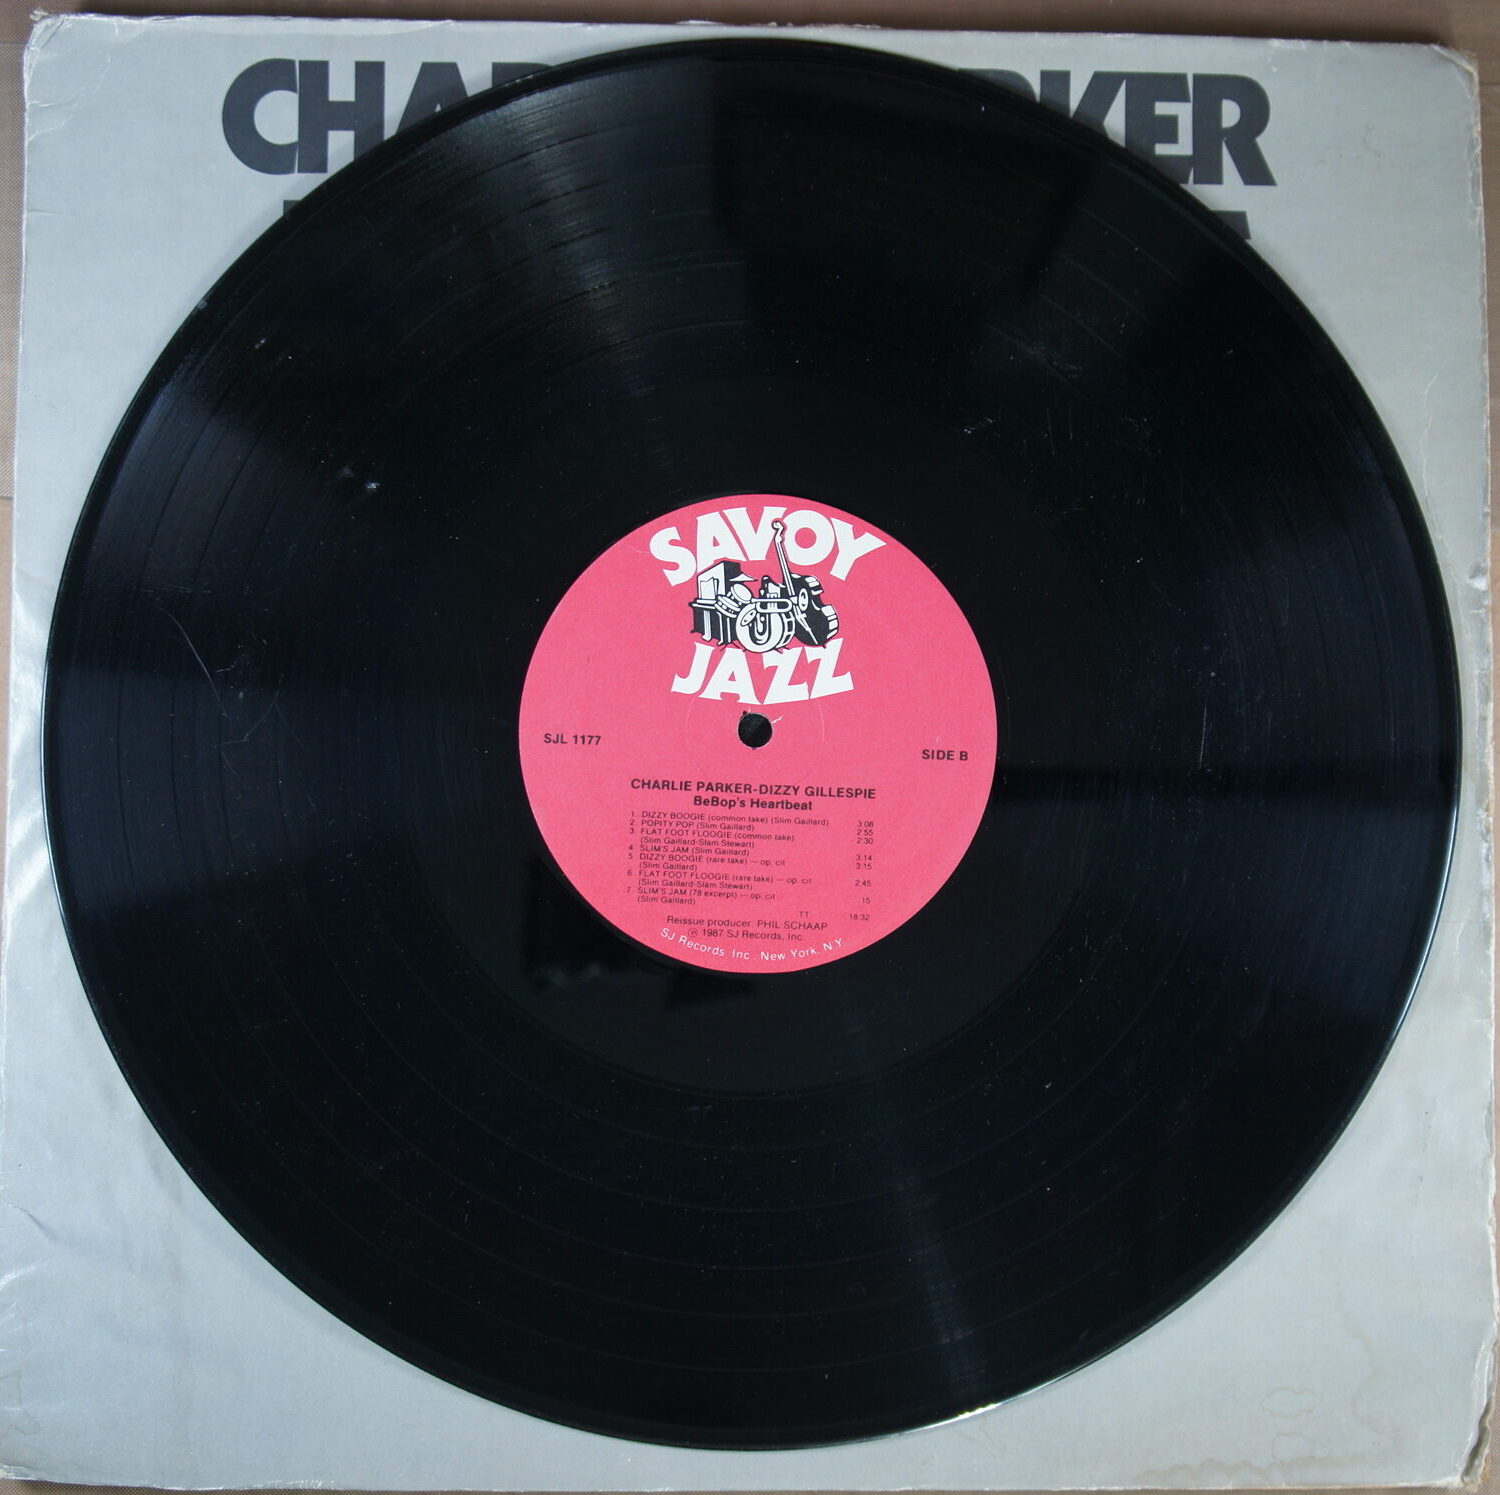 CHA RKER
SAVOY
JAZZ
SJL 1177
SIDE B
CHARLIE PARKER-DIZZY GILLESPIE
BeBop's Heartbeat
1. DIZZY BOOGIE (common take) (Slim Gaillard) 3:08
2. POPITY POP (Slim Gaillard) 2:55
3. FLAT FOOT FLOOGIE (common take) 2:30
(Slim Gaillard-Slam Stewart)
4. SLIM'S JAM (Slim Gaillard) 3:14
5. DIZZY BOOGIE (rare take) — op. cit. 3:15
(Slim Gaillard)
6. FLAT FOOT FLOOGIE (rare take) — op. cit. 2:45
(Slim Gaillard-Slam Stewart)
7. SLIM'S JAM (78 excerpt) — op. cit. :15
(Slim Gaillard)
TT 18:32
Reissue producer: PHIL SCHAAP
℗ 1987 SJ Records, Inc.
SJ Records, Inc., New York, N.Y.